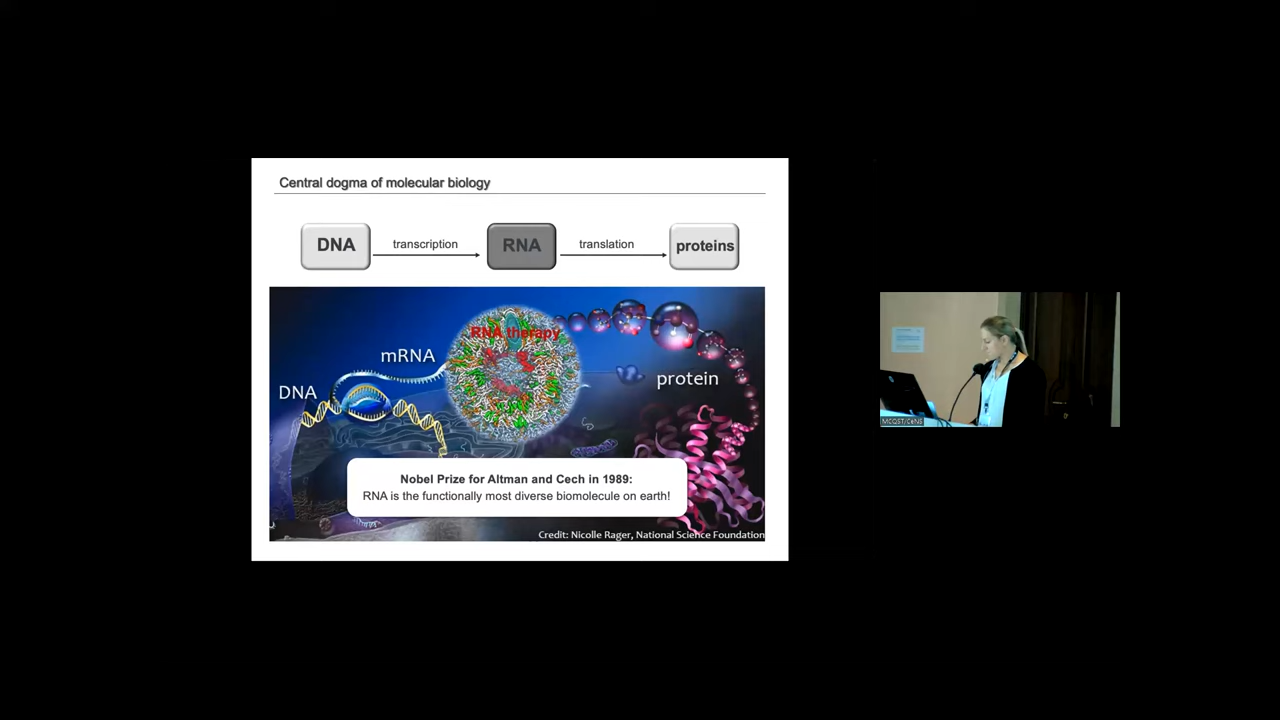 Central dogma of molecular biology
DNA
transcription
RNA
translation
proteins
RNA therapy
mRNA
DNA
protein
Nobel Prize for Altman and Cech in 1989:
RNA is the functionally most diverse biomolecule on earth!
Credit: Nicolle Rager, National Science Foundation
MCQST/CeNS